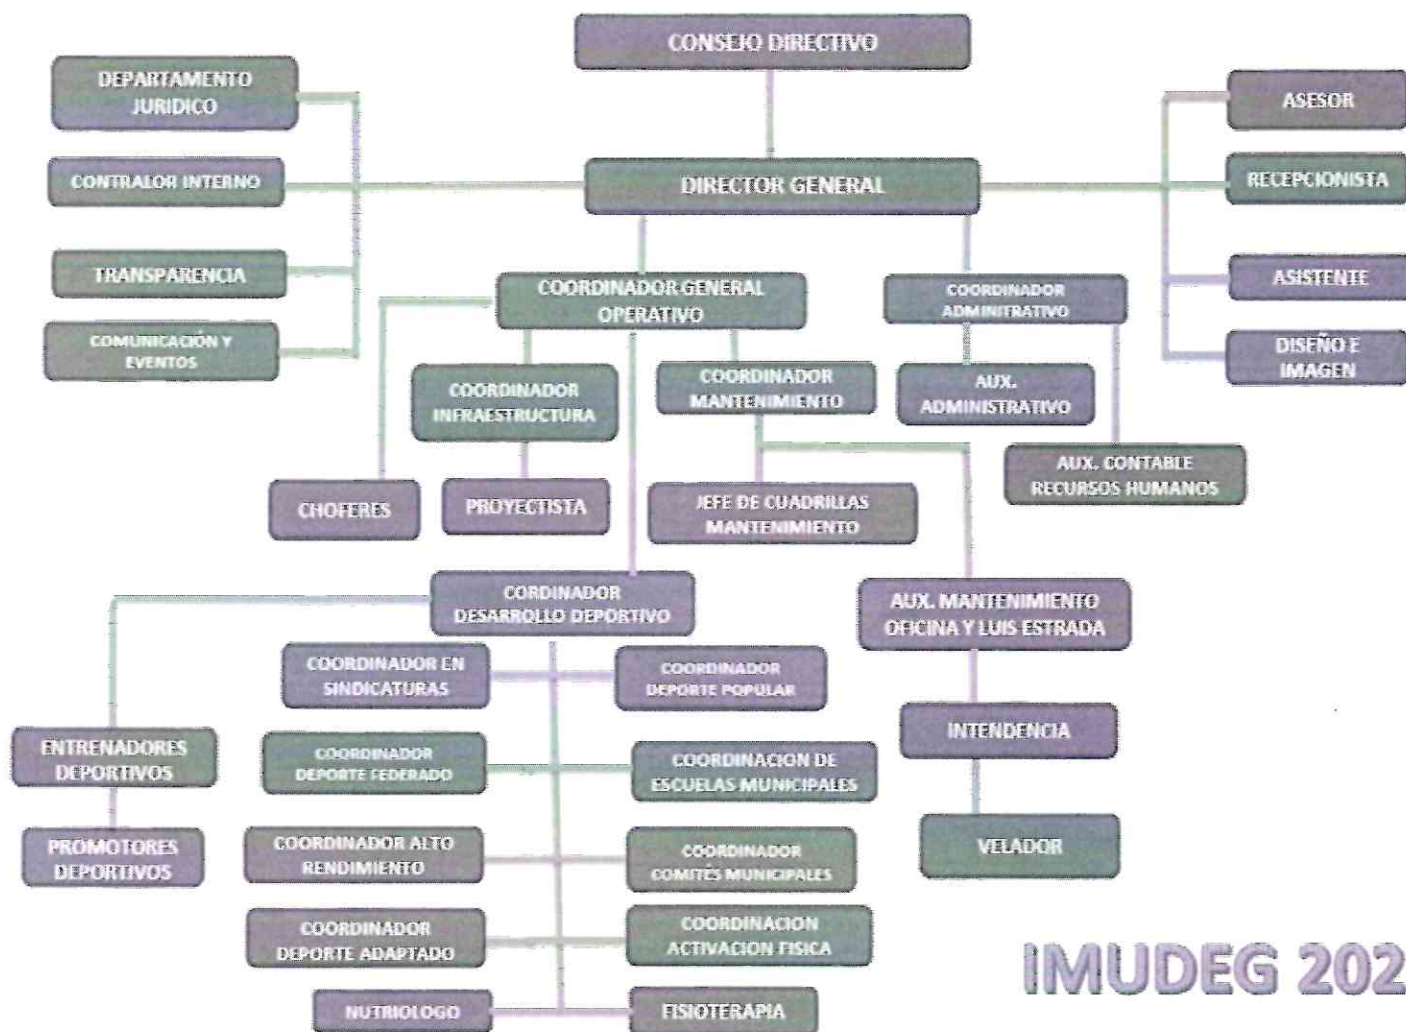 CONSEJO DIRECTIVO
DEPARTAMENTO
JURIDICO
ASESOR
CONTRALOR INTERNO
DIRECTOR GENERAL
RECEPCIONISTA
TRANSPARENCIA
COORDINADOR GENERAL
OPERATIVO
COORDINADOR
ADMINISTRATIVO
ASISTENTE
COMUNICACIÓN Y
EVENTOS
DISEÑO E
IMAGEN
COORDINADOR
INFRAESTRUCTURA
COORDINADOR
MANTENIMIENTO
AUX.
ADMINISTRATIVO
AUX. CONTABLE
RECURSOS HUMANOS
CHOFERES
PROYECTISTA
JEFE DE CUADRILLAS
MANTENIMIENTO
CORDINADOR
DESARROLLO DEPORTIVO
AUX. MANTENIMIENTO
OFICINA Y LUIS ESTRADA
COORDINADOR EN
SINDICATURAS
COORDINADOR
DEPORTE POPULAR
INTENDENCIA
ENTRENADORES
DEPORTIVOS
COORDINADOR
DEPORTE FEDERADO
COORDINACION DE
ESCUELAS MUNICIPALES
PROMOTORES
DEPORTIVOS
COORDINADOR ALTO
RENDIMIENTO
COORDINADOR
COMITÉS MUNICIPALES
VELADOR
COORDINADOR
DEPORTE ADAPTADO
COORDINACION
ACTIVACION FISICA
NUTRIOLOGO
FISIOTERAPIA
IMUDEG 202